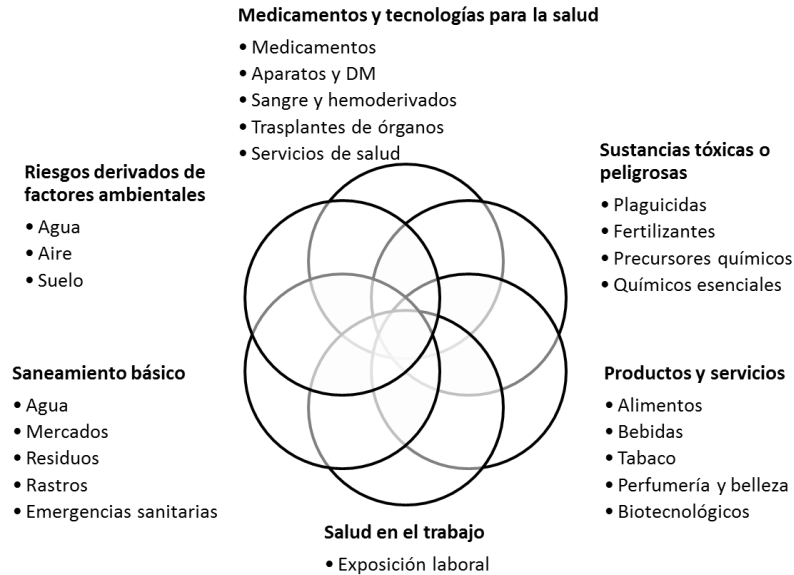 Medicamentos y tecnologías para la salud
• Medicamentos
• Aparatos y DM
• Sangre y hemoderivados
• Trasplantes de órganos
• Servicios de salud
Sustancias tóxicas o
peligrosas
• Plaguicidas
• Fertilizantes
• Precursores químicos
• Químicos esenciales
Riesgos derivados de
factores ambientales
• Agua
• Aire
• Suelo
Saneamiento básico
• Agua
• Mercados
• Residuos
• Rastros
• Emergencias sanitarias
Productos y servicios
• Alimentos
• Bebidas
• Tabaco
• Perfumería y belleza
• Biotecnológicos
Salud en el trabajo
• Exposición laboral